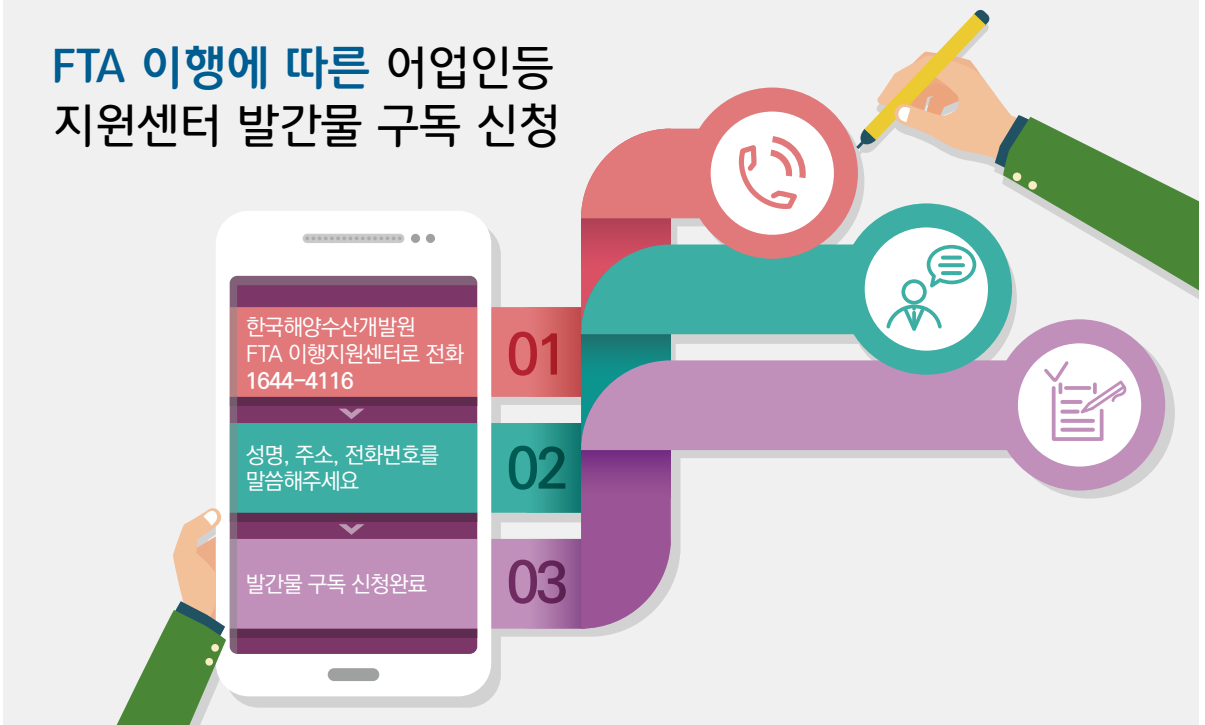 FTA 이행에 따른 어업인등
지원센터 발간물 구독 신청
한국해양수산개발원
FTA 이행지원센터로 전화
1644-4116
01
성명, 주소, 전화번호를
말씀해주세요
02
발간물 구독 신청완료
03